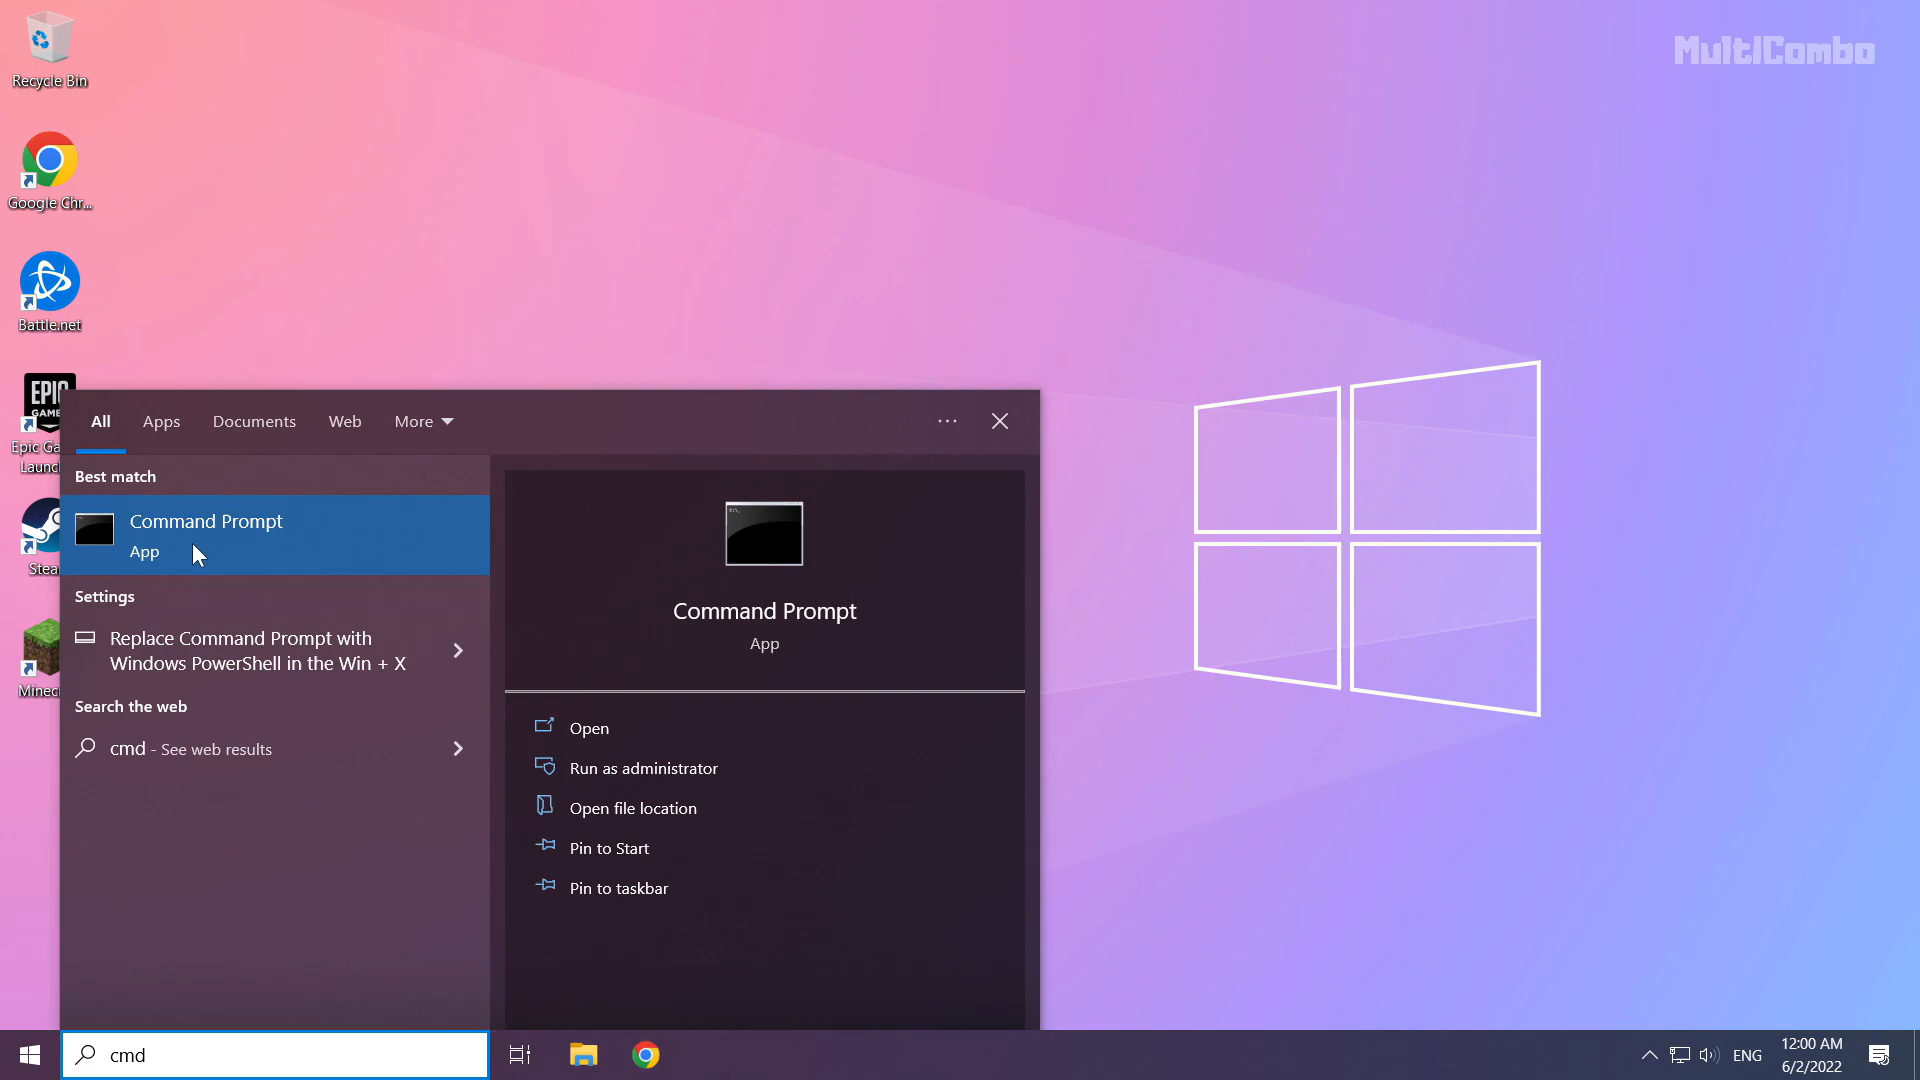 MultiCombo
Recycle Bin
Google Chr...
Battle.net
EPIC
GAM
Epic Ga
Launc
Stea
Minec
All
Apps
Documents
Web
More
Best match
Command Prompt
App
Settings
Replace Command Prompt with
Windows PowerShell in the Win + X
Search the web
cmd - See web results
Command Prompt
App
Open
Run as administrator
Open file location
Pin to Start
Pin to taskbar
cmd
ENG
12:00 AM
6/2/2022